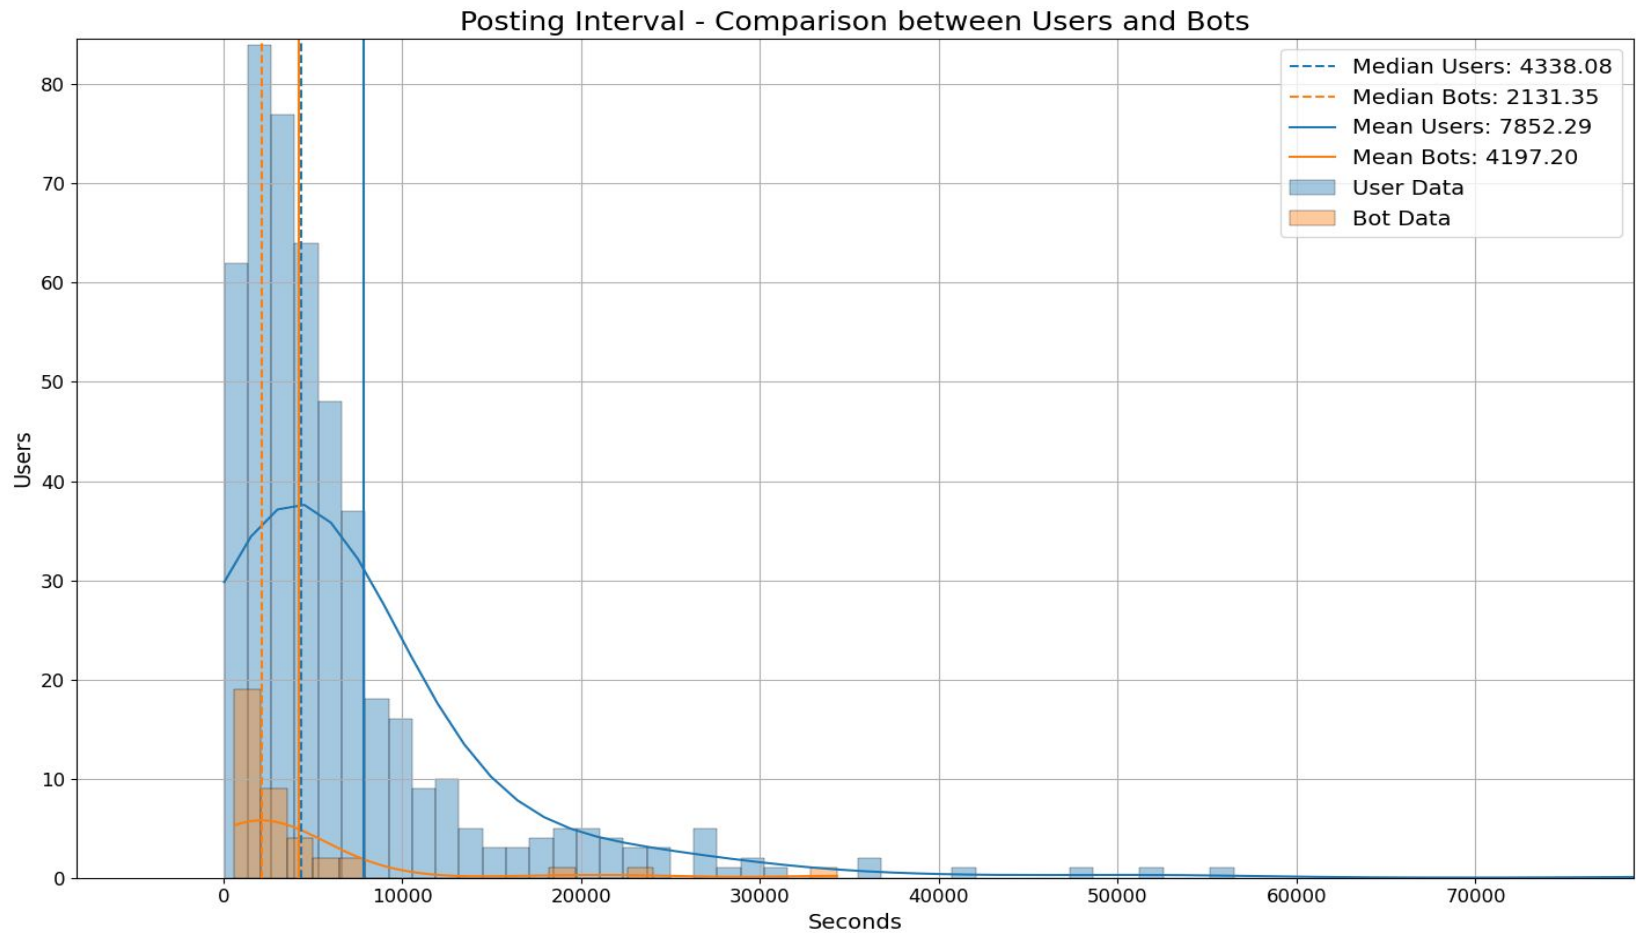 Posting Interval - Comparison between Users and Bots
Median Users: 4338.08
Median Bots: 2131.35
Mean Users: 7852.29
Mean Bots: 4197.20
User Data
Bot Data
80
70
60
50
40
30
20
10
0
Users
0 10000 20000 30000 40000 50000 60000 70000
Seconds